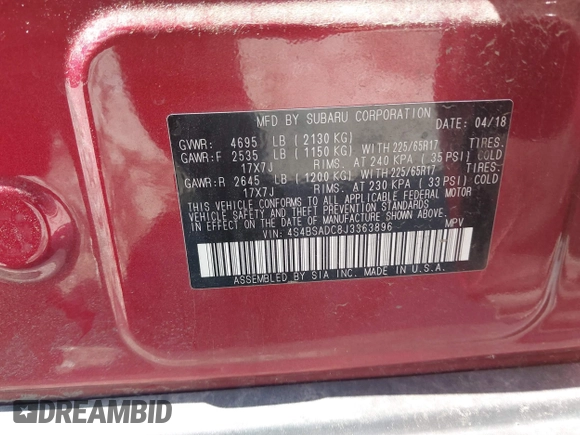 MFD BY SUBARU CORPORATION DATE: 04/18
GVWR: 4695 LB ( 2130 KG)
GAWR:F 2535 LB ( 1150 KG) WITH 225/65R17 TIRES.
17X7J RIMS. AT 240 KPA ( 35 PSI) COLD
GAWR:R 2645 LB ( 1200 KG) WITH 225/65R17 TIRES.
17X7J RIMS. AT 230 KPA ( 33 PSI) COLD
THIS VEHICLE CONFORMS TO ALL APPLICABLE FEDERAL MOTOR
VEHICLE SAFETY, BUMPER, AND THEFT PREVENTION STANDARDS
IN EFFECT ON THE DATE OF MANUFACTURE SHOWN ABOVE.
VIN: 4S4BSADC8J3363896 MPV
ASSEMBLED BY SIA INC. MADE IN U.S.A.
DREAMBID